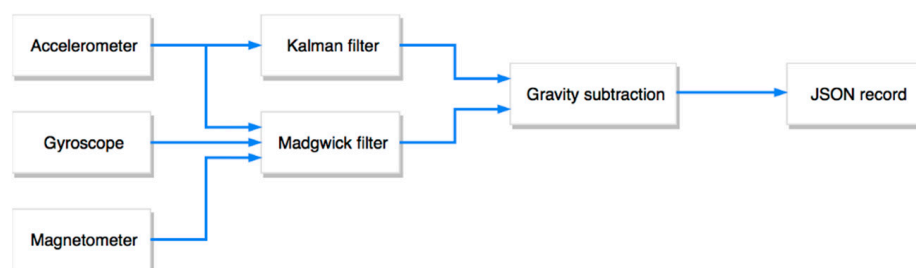 Accelerometer
Kalman filter
Gravity subtraction
JSON record
Gyroscope
Madgwick filter
Magnetometer